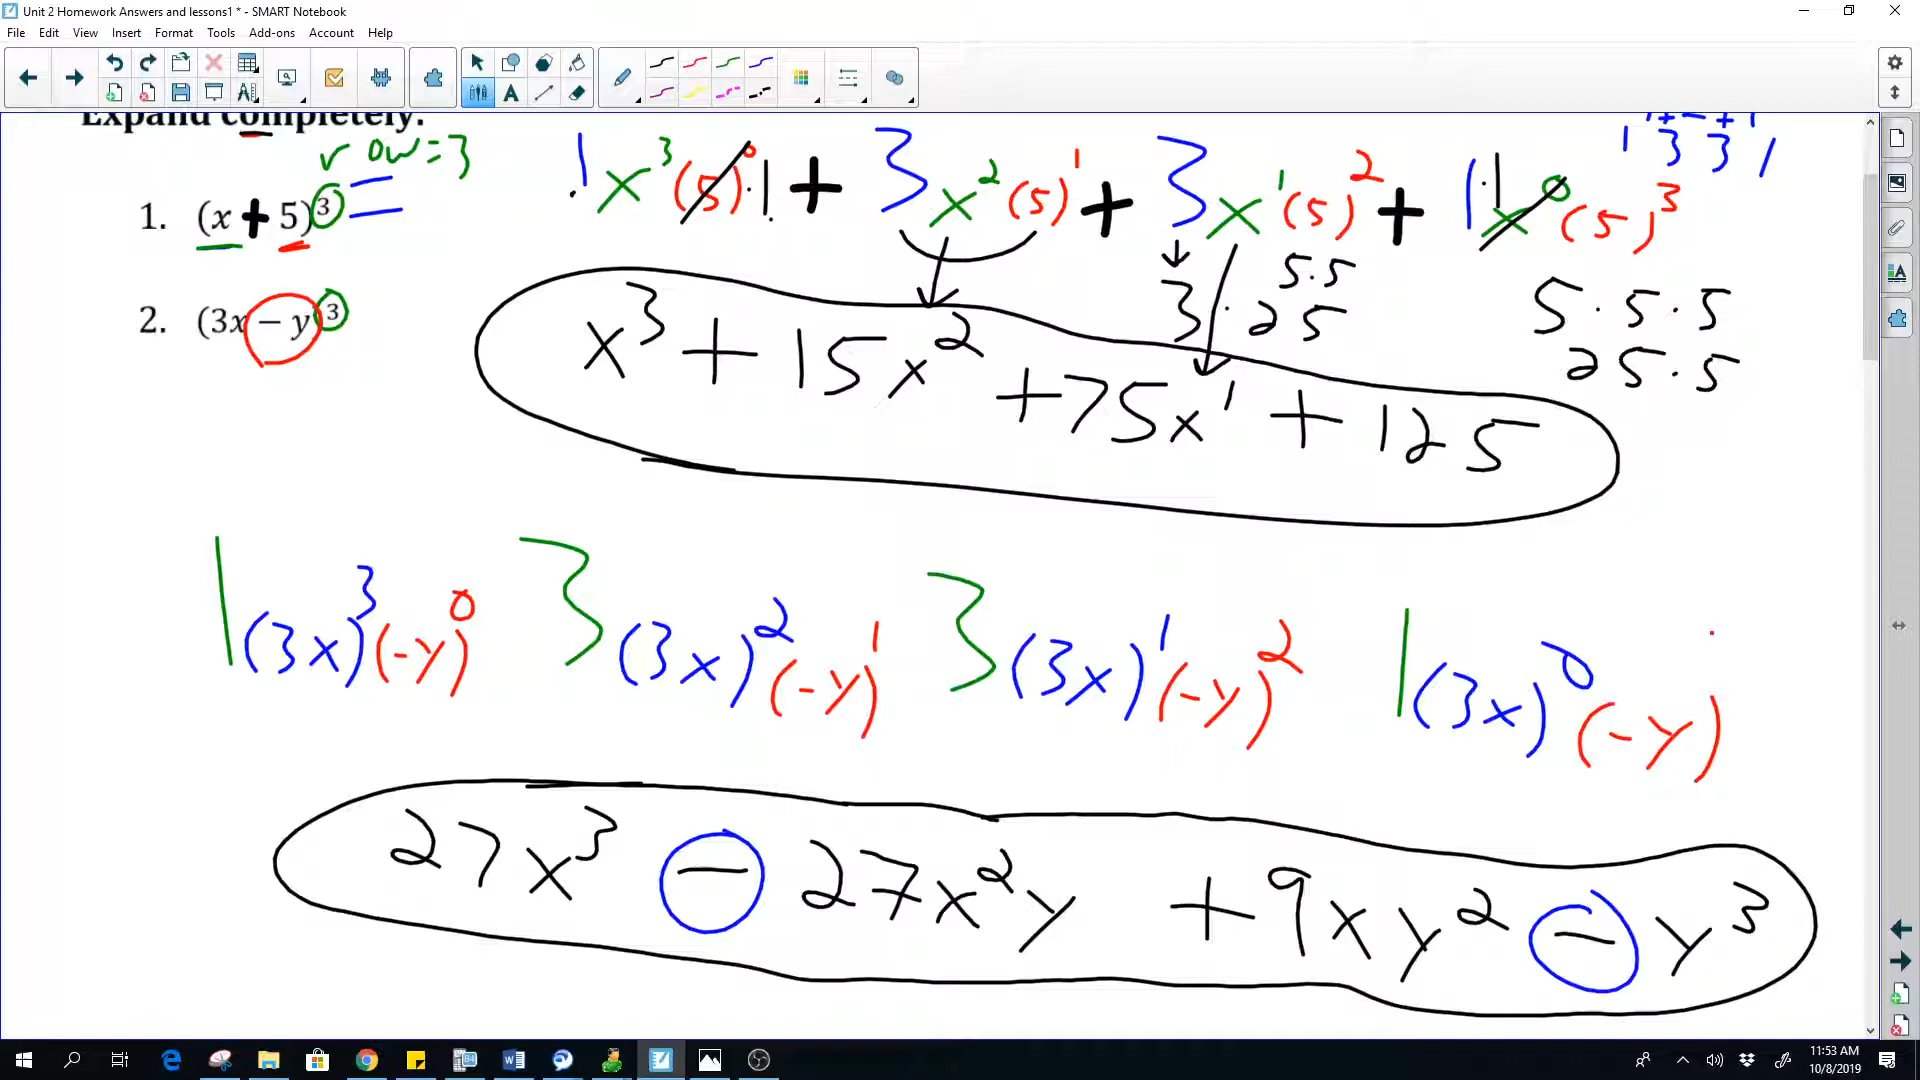 Unit 2 Homework Answers and lessons1 * - SMART Notebook
File Edit View Insert Format Tools Add-ons Account Help
Expand completely.
row = 3
1. (x + 5)³ = 1x³(5)⁰·1 + 3x²(5)¹ + 3x¹(5)² + 1·1x⁰(5)³
1 3 3 1
5·5
3·25
5·5·5
25·5
2. (3x − y)³
x³ + 15x² + 75x¹ + 125
1(3x)³(-y)⁰ 3(3x)²(-y)¹ 3(3x)¹(-y)² 1(3x)⁰(-y)
27x³ − 27x²y + 9xy² − y³
11:53 AM
10/8/2019